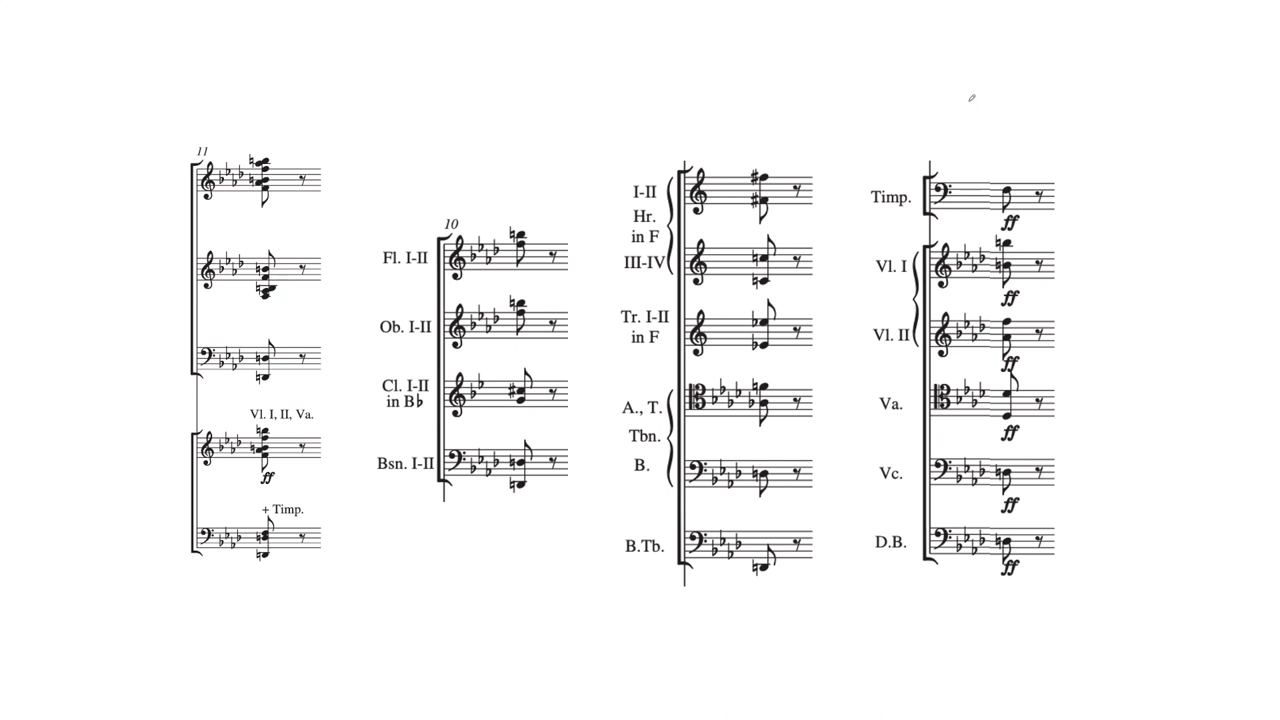 11
Vl. I, II, Va.
ff
+ Timp.
10
Fl. I-II
Ob. I-II
Cl. I-II
in B♭
Bsn. I-II
I-II
Hr.
in F
III-IV
Tr. I-II
in F
A., T.
Tbn.
B.
B.Tb.
Timp.
ff
Vl. I
ff
Vl. II
ff
Va.
ff
Vc.
ff
D.B.
ff